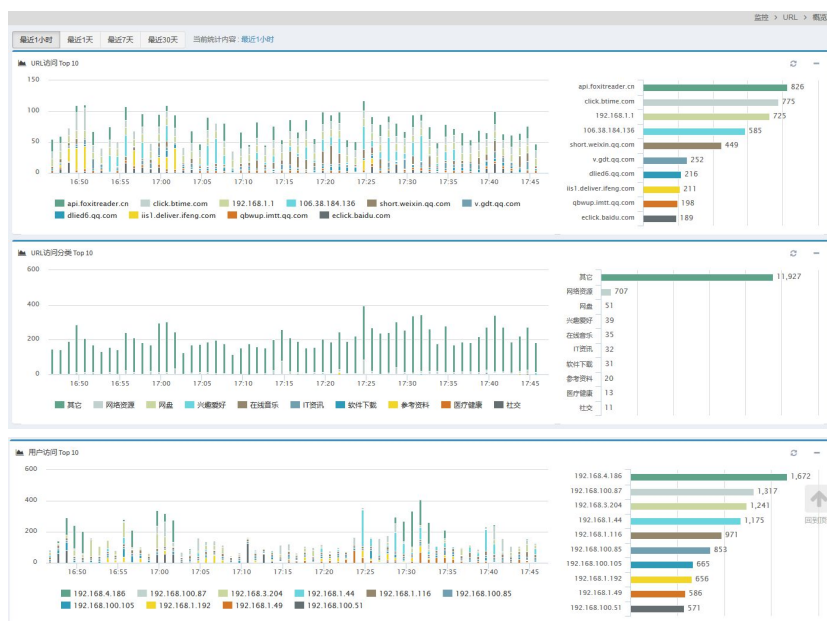 监控 > URL > 概览
最近1小时 最近1天 最近7天 最近30天 当前统计内容 : 最近1小时
URL访问 Top 10
150
100
50
0
16:50 16:55 17:00 17:05 17:10 17:15 17:20 17:25 17:30 17:35 17:40 17:45
api.foxitreader.cn click.btime.com 192.168.1.1 106.38.184.136 short.weixin.qq.com v.gdt.qq.com
dlied6.qq.com iis1.deliver.ifeng.com qbwup.imtt.qq.com eclick.baidu.com
api.foxitreader.cn 826
click.btime.com 775
192.168.1.1 725
106.38.184.136 585
short.weixin.qq.com 449
v.gdt.qq.com 252
dlied6.qq.com 216
iis1.deliver.ifeng.com 211
qbwup.imtt.qq.com 198
eclick.baidu.com 189
URL访问分类 Top 10
600
400
200
0
16:50 16:55 17:00 17:05 17:10 17:15 17:20 17:25 17:30 17:35 17:40 17:45
其它 网络资源 网盘 兴趣爱好 在线音乐 IT资讯 软件下载 参考资料 医疗健康 社交
其它 11,927
网络资源 707
网盘 51
兴趣爱好 39
在线音乐 35
IT资讯 32
软件下载 31
参考资料 20
医疗健康 13
社交 11
用户访问 Top 10
600
400
200
0
16:50 16:55 17:00 17:05 17:10 17:15 17:20 17:25 17:30 17:35 17:40 17:45
192.168.4.186 192.168.100.87 192.168.3.204 192.168.1.44 192.168.1.116 192.168.100.85
192.168.100.105 192.168.1.192 192.168.1.49 192.168.100.51
192.168.4.186 1,672
192.168.100.87 1,317
192.168.3.204 1,241
192.168.1.44 1,175
192.168.1.116 971
192.168.100.85 853
192.168.100.105 665
192.168.1.192 656
192.168.1.49 586
192.168.100.51 571